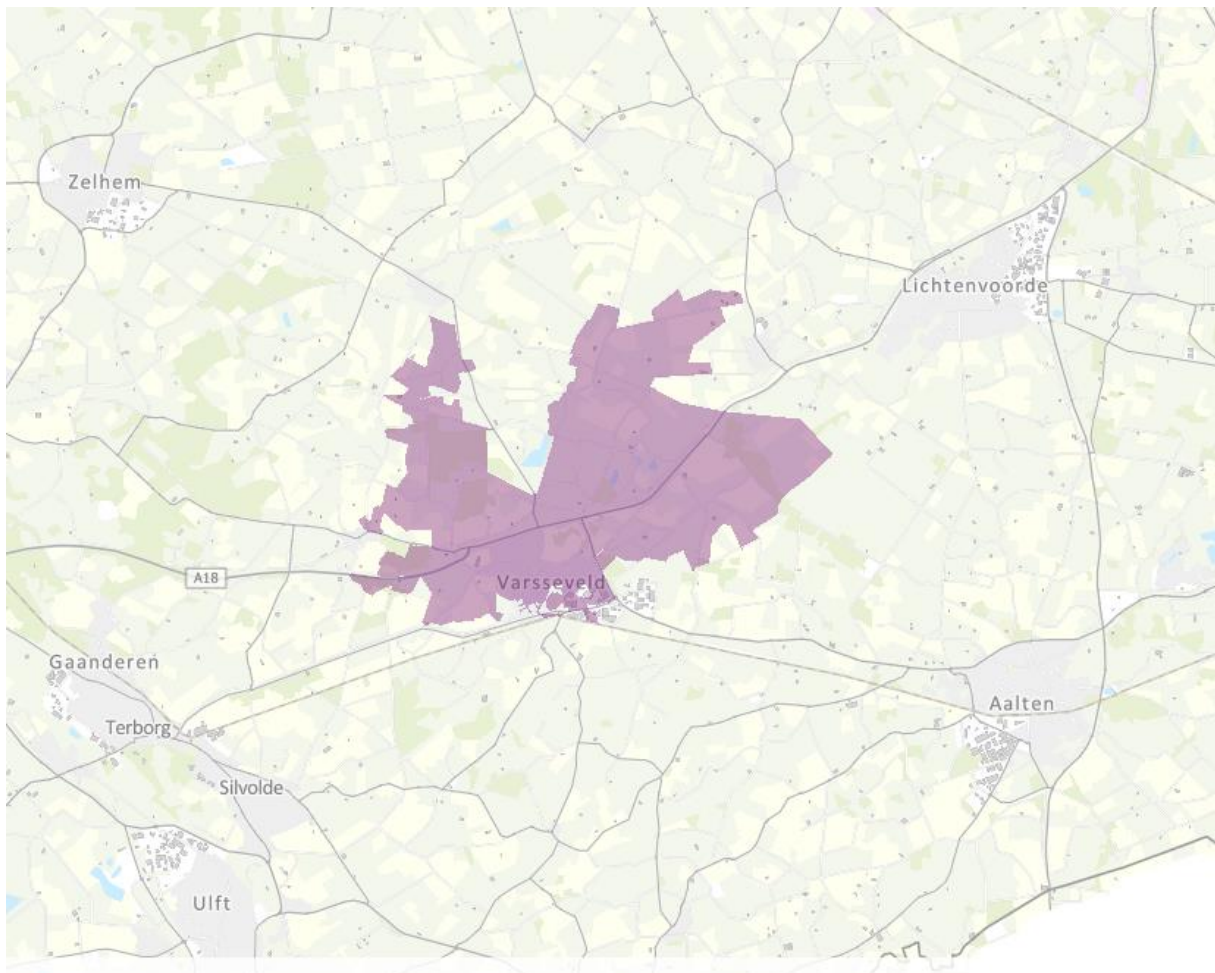 Zelhem
Lichtenvoorde
A18
Varsseveld
Gaanderen
Terborg
Aalten
Silvolde
Ulft